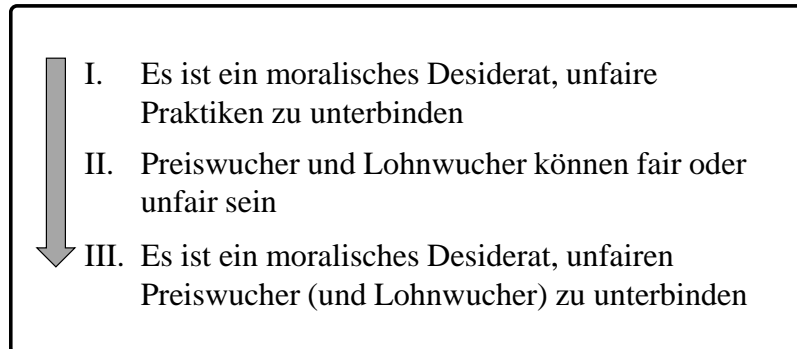 I. Es ist ein moralisches Desiderat, unfaire
Praktiken zu unterbinden
II. Preiswucher und Lohnwucher können fair oder
unfair sein
III. Es ist ein moralisches Desiderat, unfairen
Preiswucher (und Lohnwucher) zu unterbinden